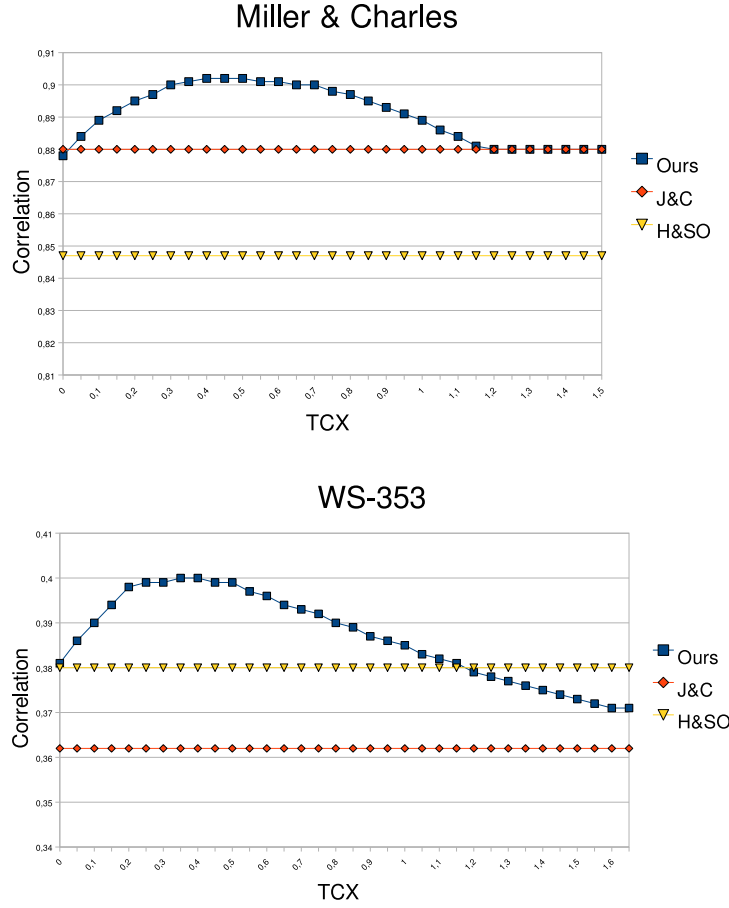 Miller & Charles
0,91
0,9
0,89
0,88
0,87
0,86
0,85
0,84
0,83
0,82
0,81
Correlation
0 0,1 0,2 0,3 0,4 0,5 0,6 0,7 0,8 0,9 1 1,1 1,2 1,3 1,4 1,5
TCX
Ours
J&C
H&SO
WS-353
0,41
0,4
0,39
0,38
0,37
0,36
0,35
0,34
Correlation
0 0,1 0,2 0,3 0,4 0,5 0,6 0,7 0,8 0,9 1 1,1 1,2 1,3 1,4 1,5 1,6
TCX
Ours
J&C
H&SO